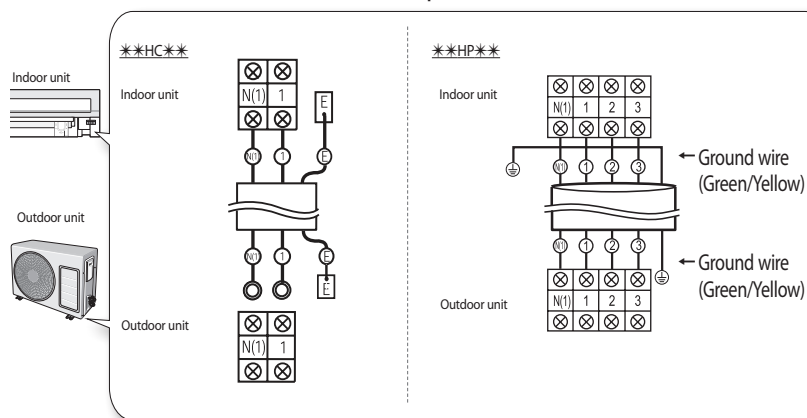 ✳✳HC✳✳
✳✳HP✳✳
Indoor unit
Outdoor unit
Indoor unit
N(1) 1
E
N(1) 1 E
N(1) 1 E
E
Outdoor unit
N(1) 1
Indoor unit
N(1) 1 2 3
N(1) 1 2 3
Ground wire
(Green/Yellow)
N(1) 1 2 3
Ground wire
(Green/Yellow)
Outdoor unit
N(1) 1 2 3